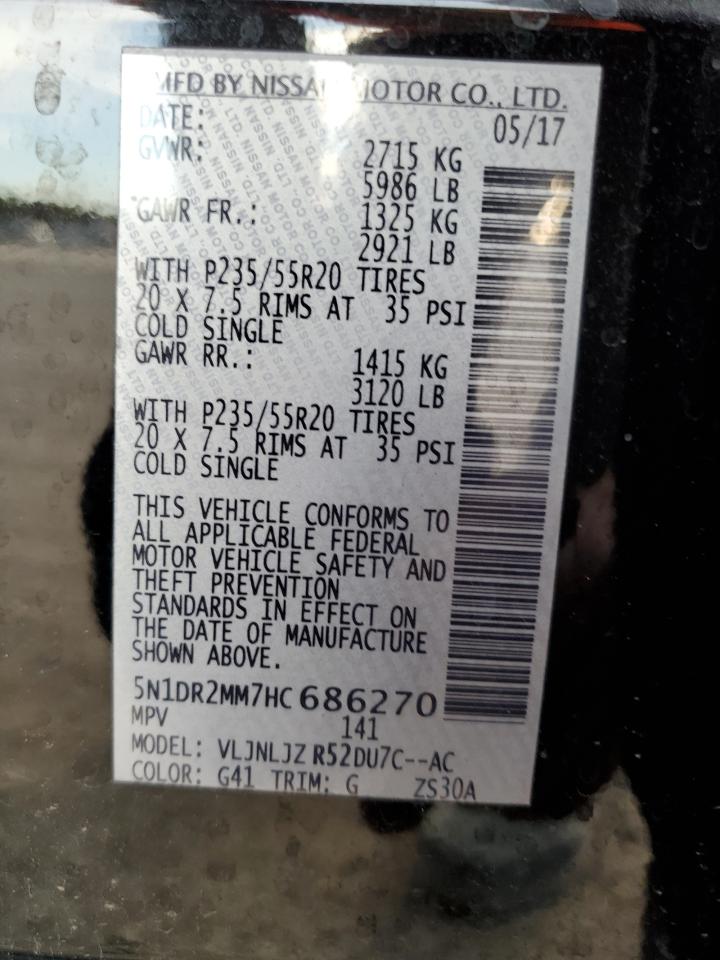 MFD BY NISSAN MOTOR CO., LTD.
DATE: 05/17
GVWR: 2715 KG
5986 LB
GAWR FR.: 1325 KG
2921 LB
WITH P235/55R20 TIRES
20 X 7.5 RIMS AT 35 PSI
COLD SINGLE
GAWR RR.: 1415 KG
3120 LB
WITH P235/55R20 TIRES
20 X 7.5 RIMS AT 35 PSI
COLD SINGLE
THIS VEHICLE CONFORMS TO
ALL APPLICABLE FEDERAL
MOTOR VEHICLE SAFETY AND
THEFT PREVENTION
STANDARDS IN EFFECT ON
THE DATE OF MANUFACTURE
SHOWN ABOVE.
5N1DR2MM7HC 686270
MPV 141
MODEL: VLJNLJZ R52DU7C--AC
COLOR: G41 TRIM: G ZS30A